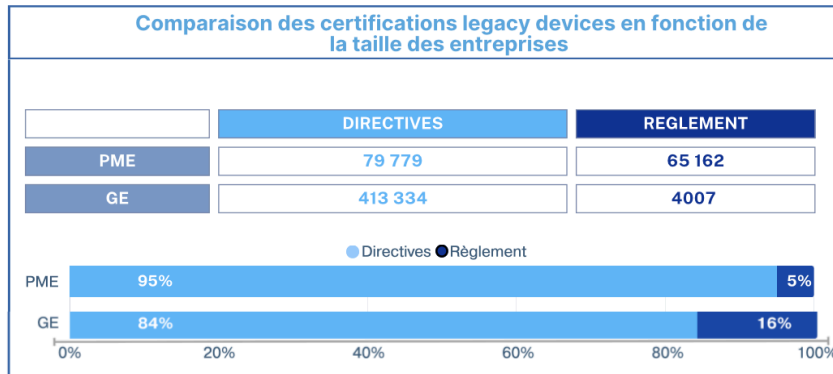 Comparaison des certifications legacy devices en fonction de
la taille des entreprises
DIRECTIVES REGLEMENT
PME 79 779 65 162
GE 413 334 4007
Directives Règlement
PME 95% 5%
GE 84% 16%
0% 20% 40% 60% 80% 100%